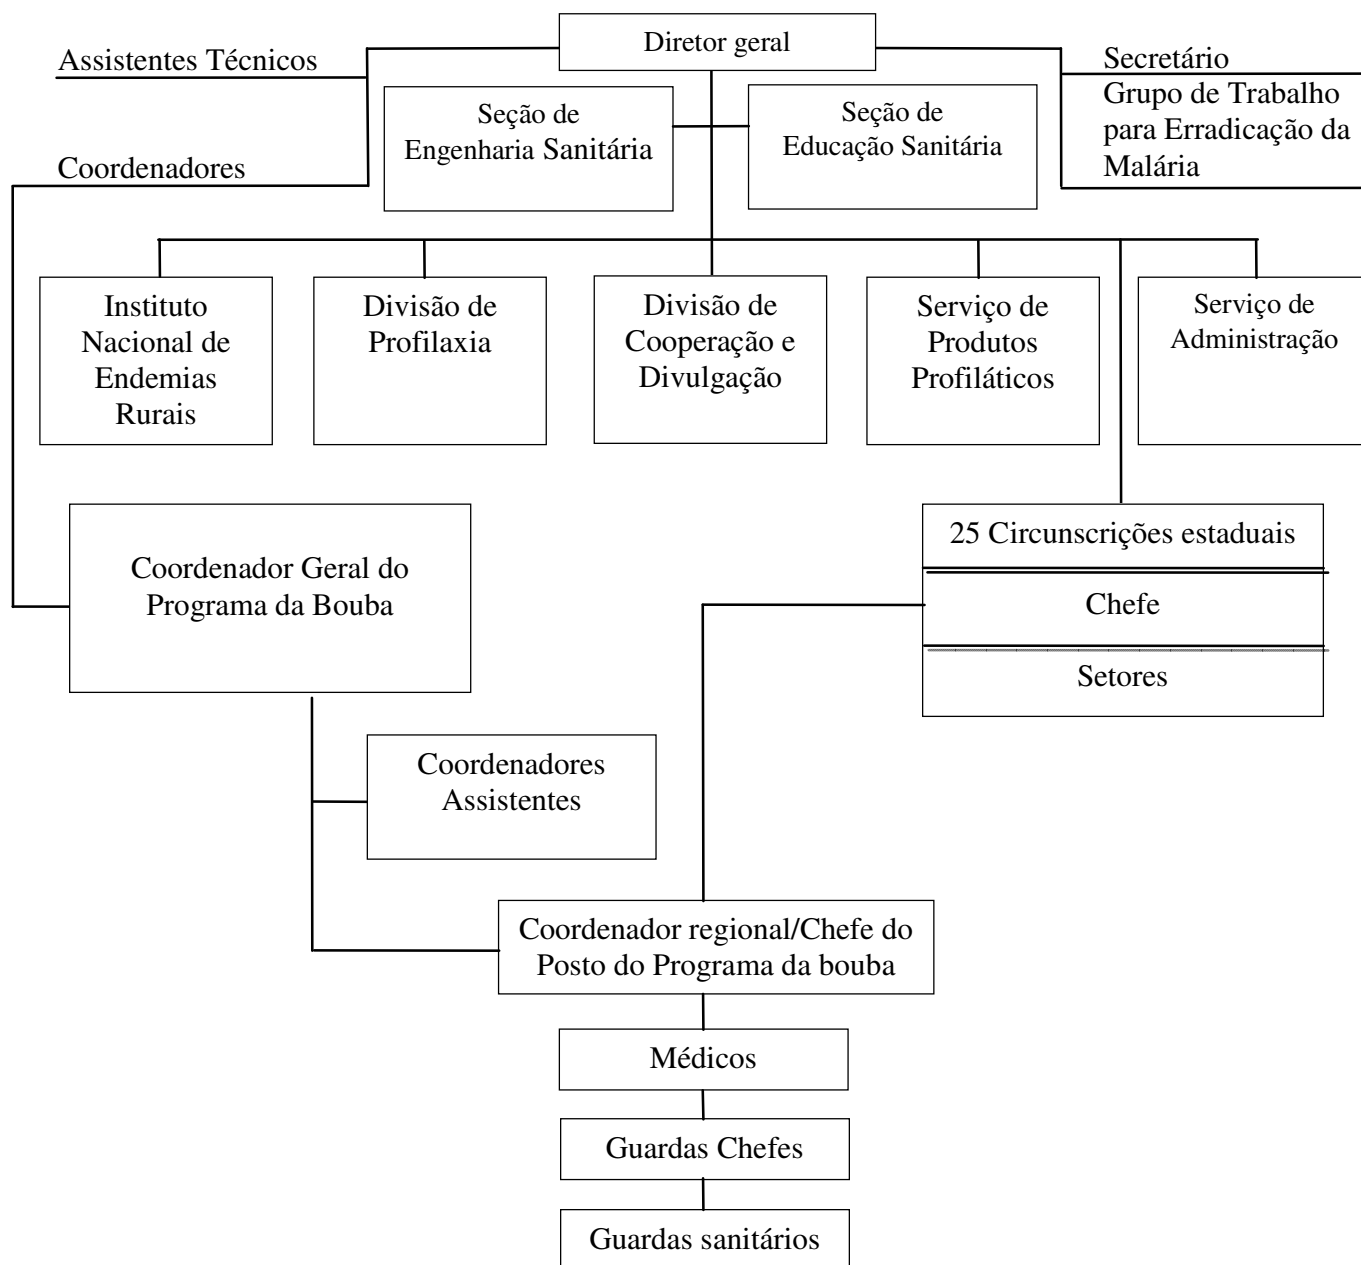 Diretor geral
Assistentes Técnicos
Secretário
Grupo de Trabalho
para Erradicação da
Malária
Seção de
Engenharia Sanitária
Seção de
Educação Sanitária
Coordenadores
Instituto
Nacional de
Endemias
Rurais
Divisão de
Profilaxia
Divisão de
Cooperação e
Divulgação
Serviço de
Produtos
Profiláticos
Serviço de
Administração
Coordenador Geral do
Programa da Bouba
25 Circunscrições estaduais
Chefe
Setores
Coordenadores
Assistentes
Coordenador regional/Chefe do
Posto do Programa da bouba
Médicos
Guardas Chefes
Guardas sanitários